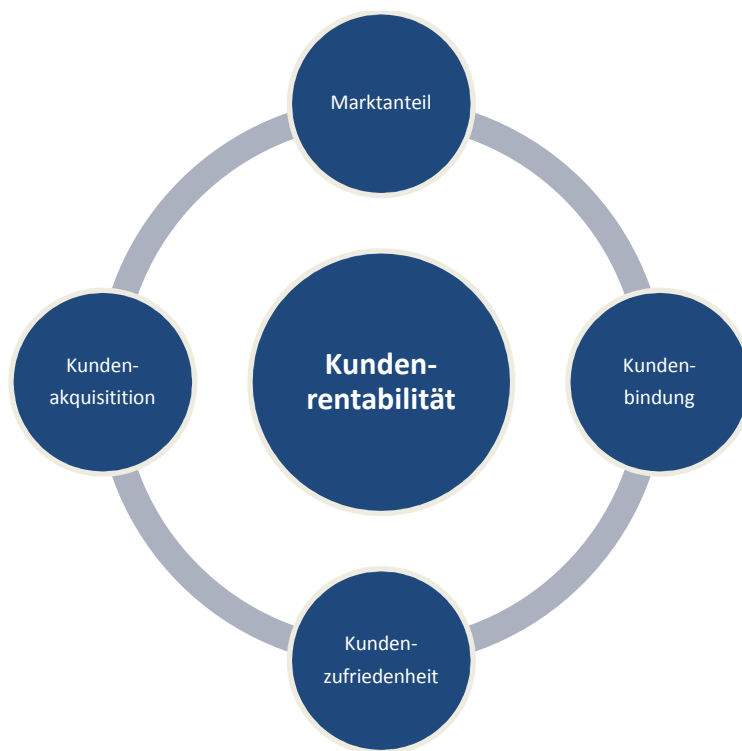 Marktanteil
Kunden-
akquisitition
Kunden-
rentabilität
Kunden-
bindung
Kunden-
zufriedenheit